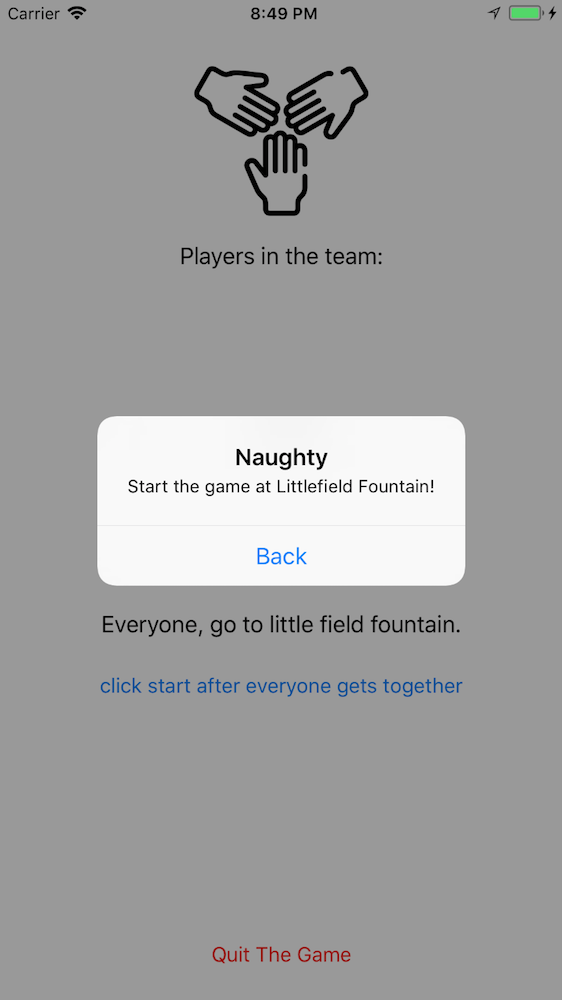 Carrier 8:49 PM
Players in the team:
Naughty
Start the game at Littlefield Fountain!
Back
Everyone, go to little field fountain.
click start after everyone gets together
Quit The Game